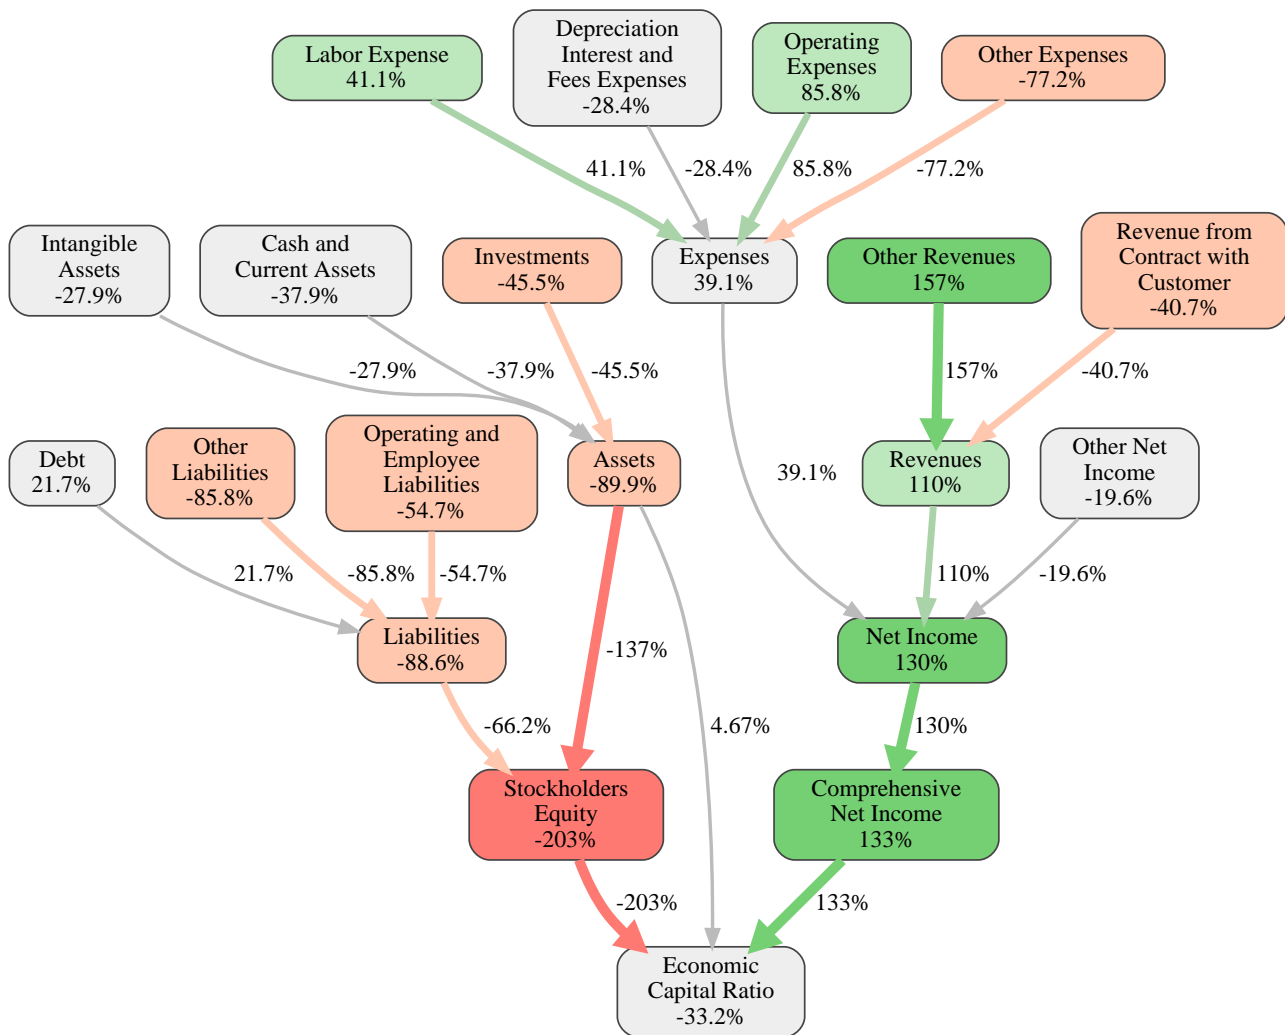 Labor Expense
41.1%
Depreciation
Interest and
Fees Expenses
-28.4%
Operating
Expenses
85.8%
Other Expenses
-77.2%
41.1%
-28.4%
85.8%
-77.2%
Intangible
Assets
-27.9%
Cash and
Current Assets
-37.9%
Investments
-45.5%
Expenses
39.1%
Other Revenues
157%
Revenue from
Contract with
Customer
-40.7%
-27.9%
-37.9%
-45.5%
157%
-40.7%
Debt
21.7%
Other
Liabilities
-85.8%
Operating and
Employee
Liabilities
-54.7%
Assets
-89.9%
39.1%
Revenues
110%
Other Net
Income
-19.6%
21.7%
-85.8%
-54.7%
110%
-19.6%
Liabilities
-88.6%
-137%
Net Income
130%
-66.2%
4.67%
130%
Stockholders
Equity
-203%
Comprehensive
Net Income
133%
-203%
133%
Economic
Capital Ratio
-33.2%